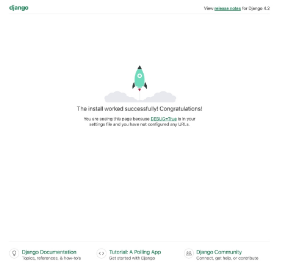 django
View release notes for Django 4.2
The install worked successfully! Congratulations!
You are seeing this page because DEBUG=True is in your
settings file and you have not configured any URLs.
Django Documentation
Topics, references, & how-to's
Tutorial: A Polling App
Get started with Django
Django Community
Connect, get help, or contribute